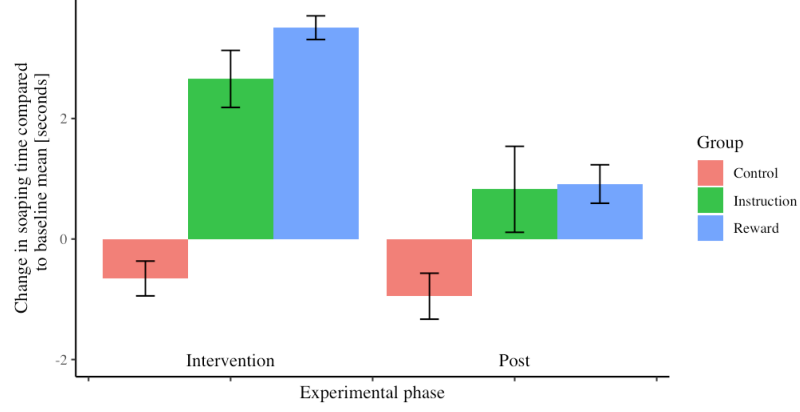 Change in soaping time compared
to baseline mean [seconds]
2
0
-2
Intervention
Post
Experimental phase
Group
Control
Instruction
Reward